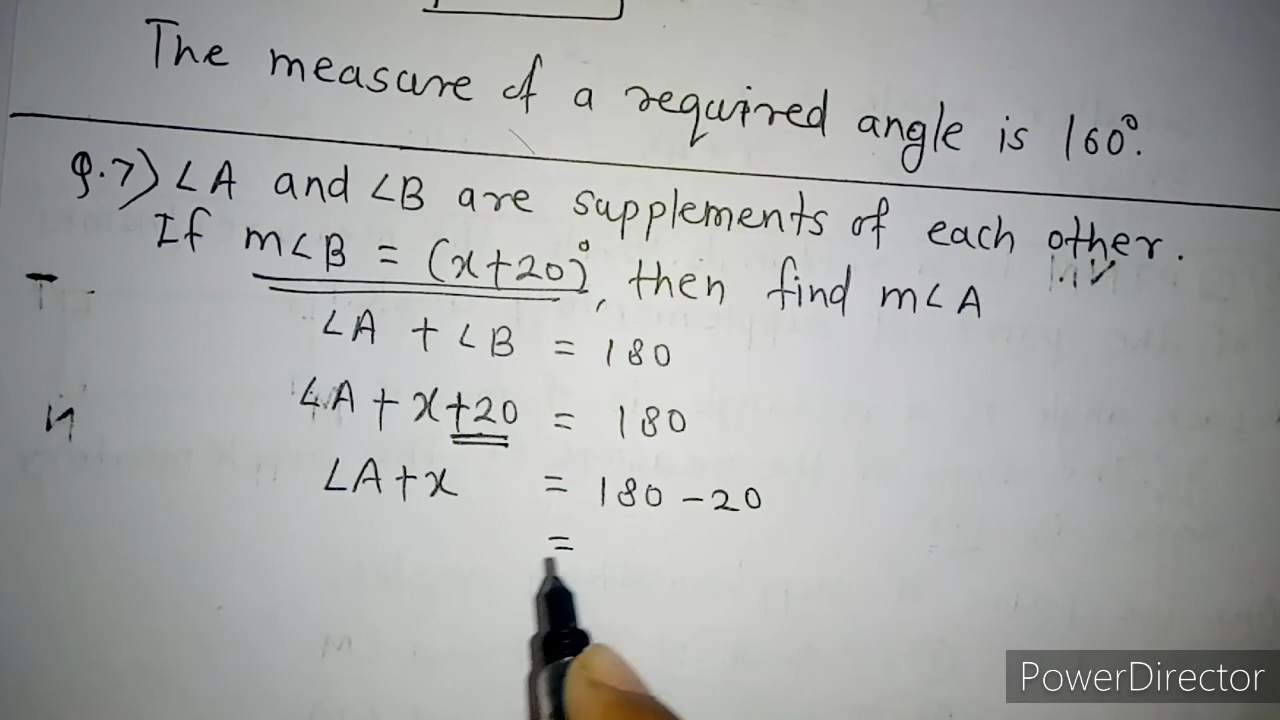 The measure of a required angle is 160°.
Q.7) ∠A and ∠B are supplements of each other.
If m∠B = (x+20)°, then find m∠A
∠A + ∠B = 180
∠A + x+20 = 180
∠A+x = 180 - 20
=
PowerDirector